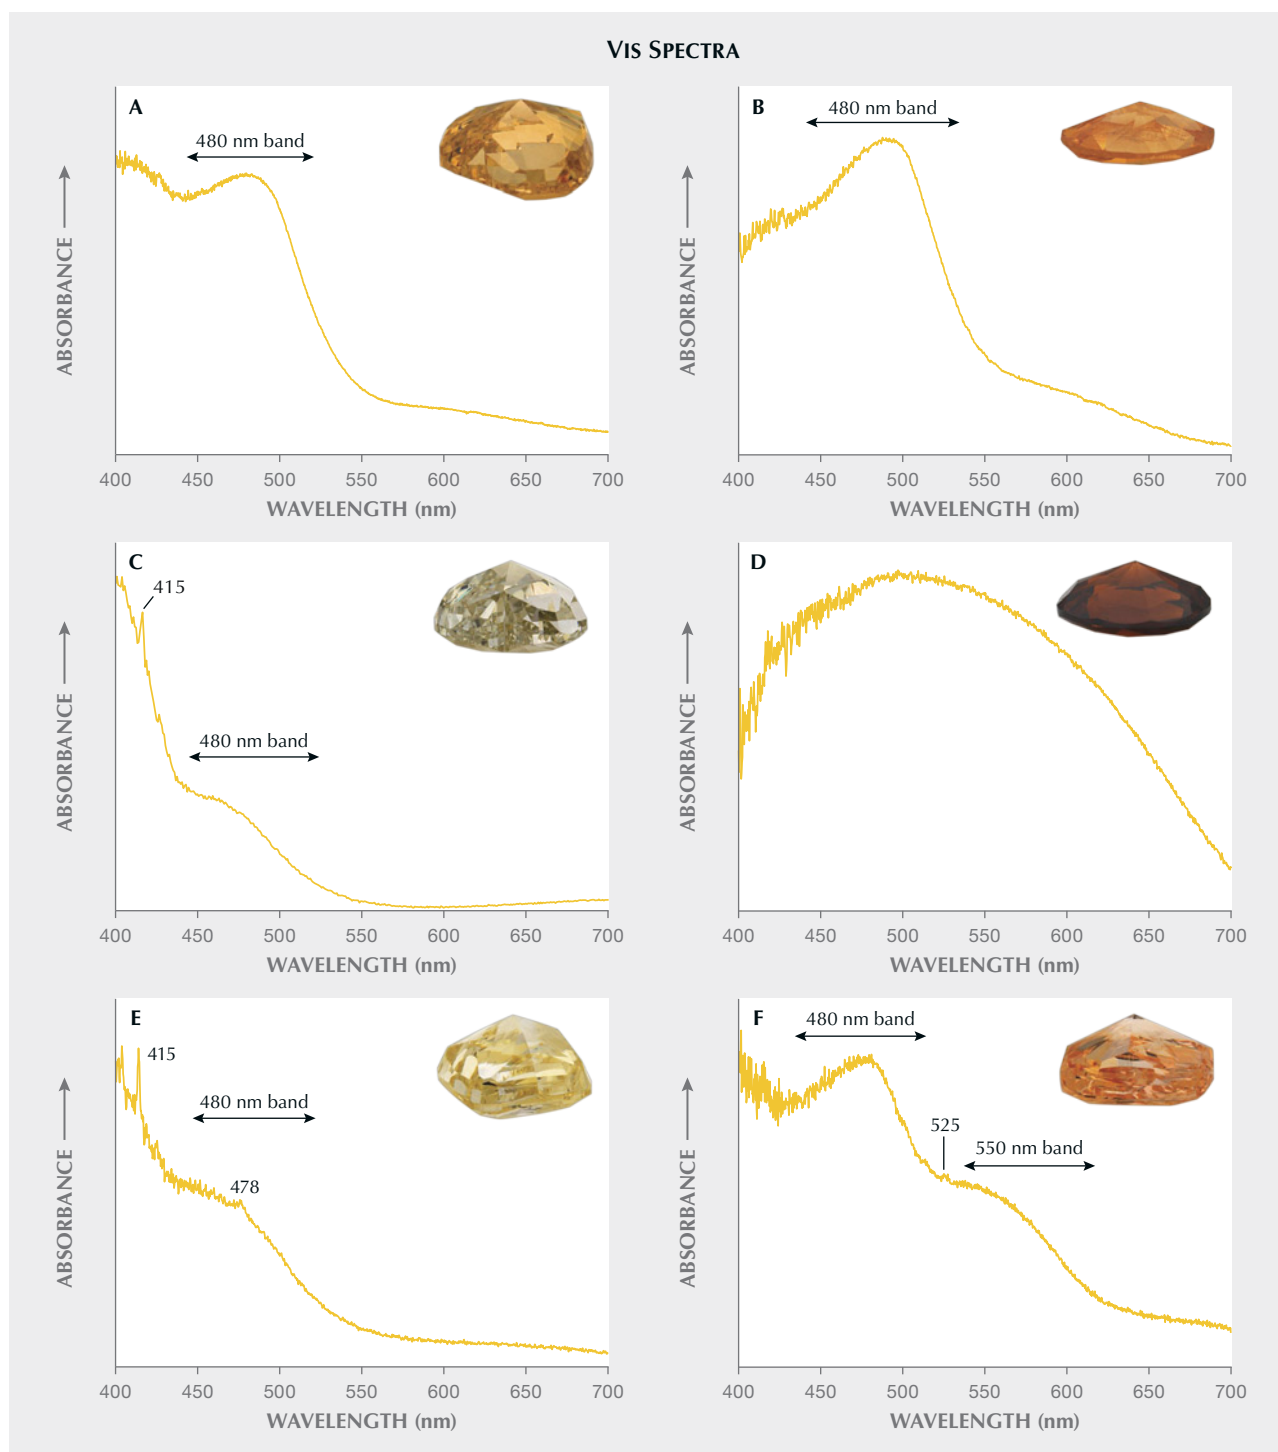 VIS SPECTRA
A
480 nm band
ABSORBANCE
400 450 500 550 600 650 700
WAVELENGTH (nm)
B
480 nm band
ABSORBANCE
400 450 500 550 600 650 700
WAVELENGTH (nm)
C
415
480 nm band
ABSORBANCE
400 450 500 550 600 650 700
WAVELENGTH (nm)
D
ABSORBANCE
400 450 500 550 600 650 700
WAVELENGTH (nm)
E
415
480 nm band
478
ABSORBANCE
400 450 500 550 600 650 700
WAVELENGTH (nm)
F
480 nm band
525
550 nm band
ABSORBANCE
400 450 500 550 600 650 700
WAVELENGTH (nm)